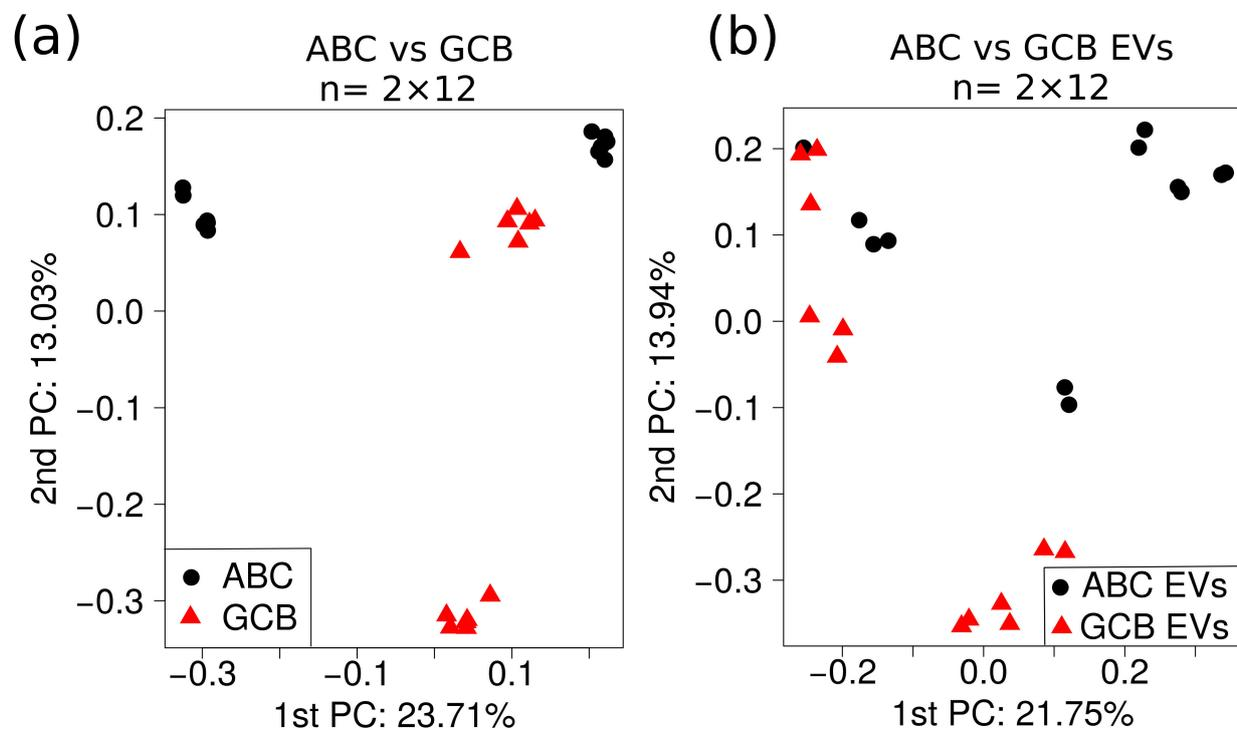 (a)
ABC vs GCB
n= 2×12
2nd PC: 13.03%
0.2
0.1
0.0
−0.1
−0.2
−0.3
ABC
GCB
−0.3
−0.1
0.1
1st PC: 23.71%
(b)
ABC vs GCB EVs
n= 2×12
2nd PC: 13.94%
0.2
0.1
0.0
−0.1
−0.2
−0.3
ABC EVs
GCB EVs
−0.2
0.0
0.2
1st PC: 21.75%